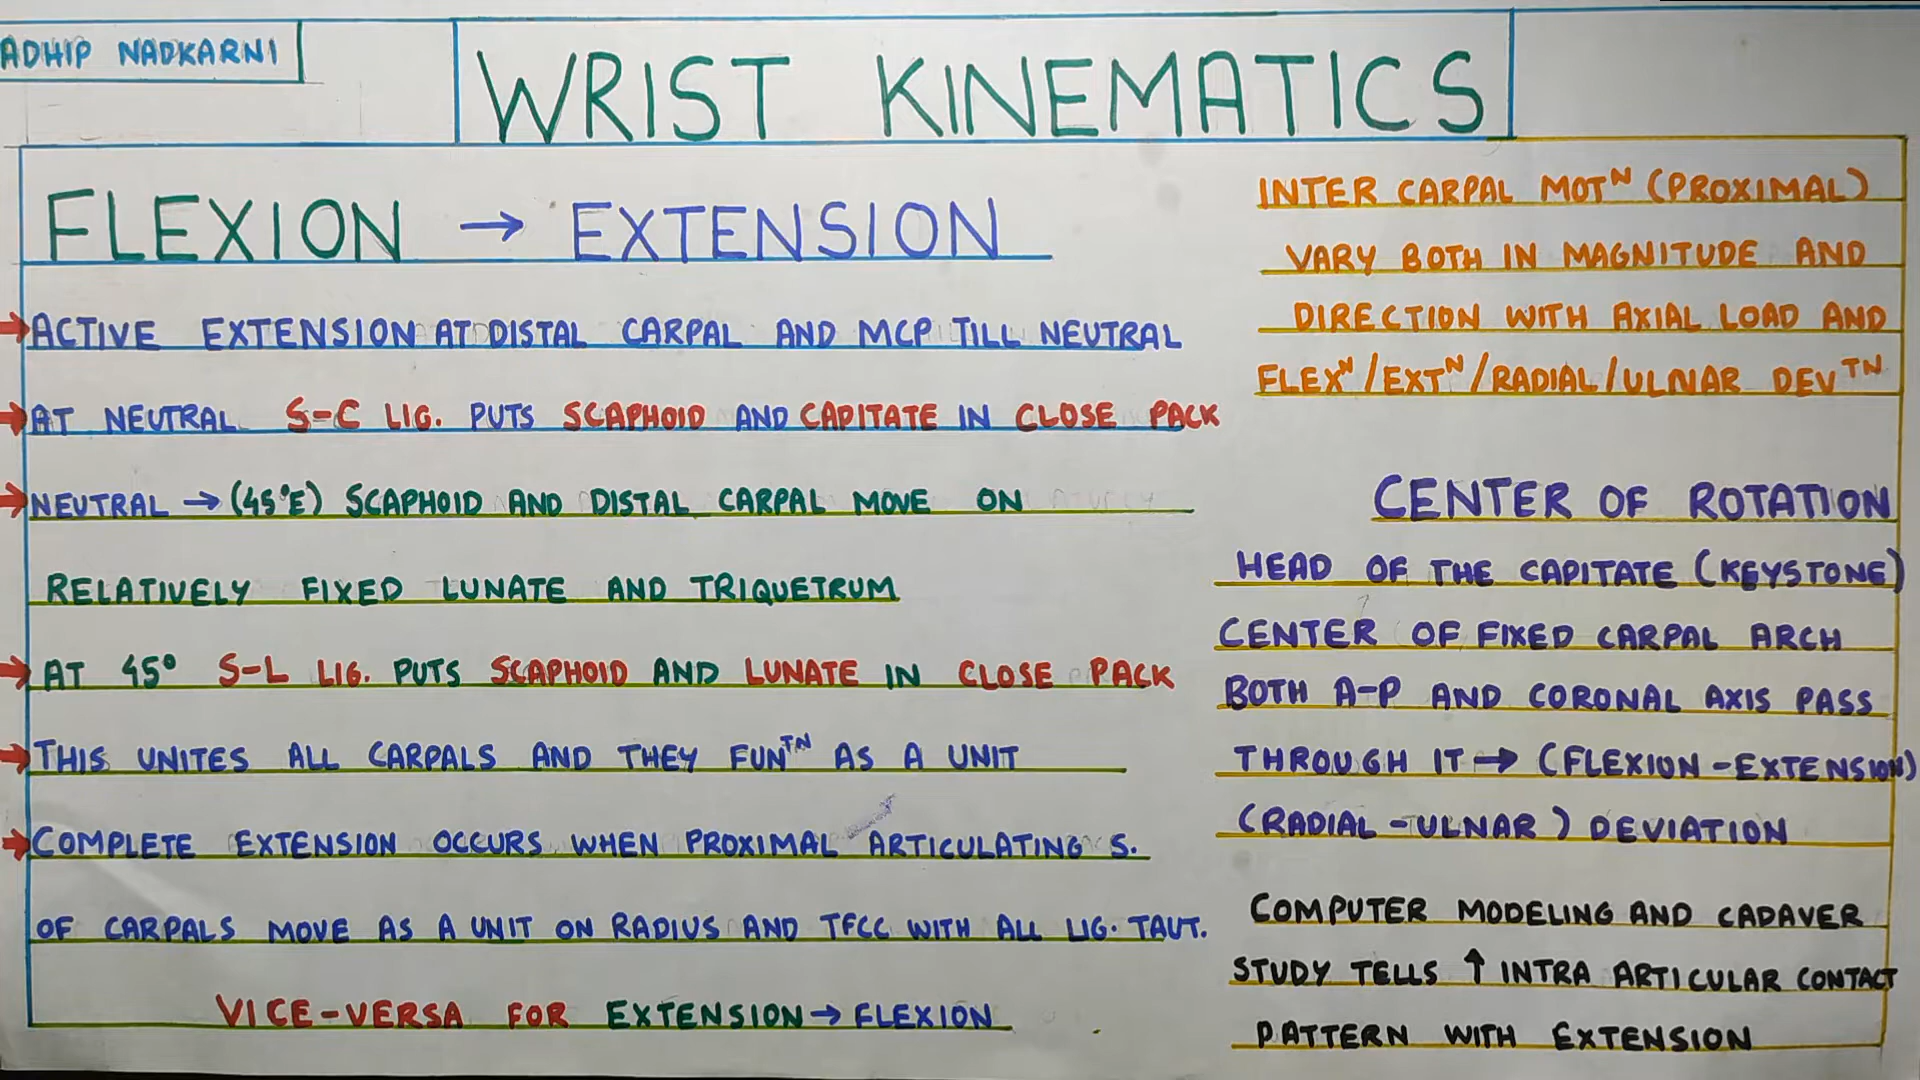 ADHIP NADKARNI
WRIST KINEMATICS
FLEXION → EXTENSION
→ ACTIVE EXTENSION AT DISTAL CARPAL AND MCP TILL NEUTRAL
→ AT NEUTRAL S-C LIG. PUTS SCAPHOID AND CAPITATE IN CLOSE PACK
→ NEUTRAL → (45°E) SCAPHOID AND DISTAL CARPAL MOVE ON
RELATIVELY FIXED LUNATE AND TRIQUETRUM
→ AT 45° S-L LIG. PUTS SCAPHOID AND LUNATE IN CLOSE PACK
→ THIS UNITES ALL CARPALS AND THEY FUNᵀᴺ AS A UNIT
→ COMPLETE EXTENSION OCCURS WHEN PROXIMAL ARTICULATING S.
OF CARPALS MOVE AS A UNIT ON RADIUS AND TFCC WITH ALL LIG. TAUT.
VICE-VERSA FOR EXTENSION → FLEXION
INTER CARPAL MOTᴺ (PROXIMAL)
VARY BOTH IN MAGNITUDE AND
DIRECTION WITH AXIAL LOAD AND
FLEXᴺ/EXTᴺ/RADIAL/ULNAR DEVᵀᴺ
CENTER OF ROTATION
HEAD OF THE CAPITATE (KEYSTONE)
CENTER OF FIXED CARPAL ARCH
BOTH A-P AND CORONAL AXIS PASS
THROUGH IT → (FLEXION-EXTENSION)
(RADIAL-ULNAR) DEVIATION
COMPUTER MODELING AND CADAVER
STUDY TELLS ↑ INTRA ARTICULAR CONTACT
PATTERN WITH EXTENSION